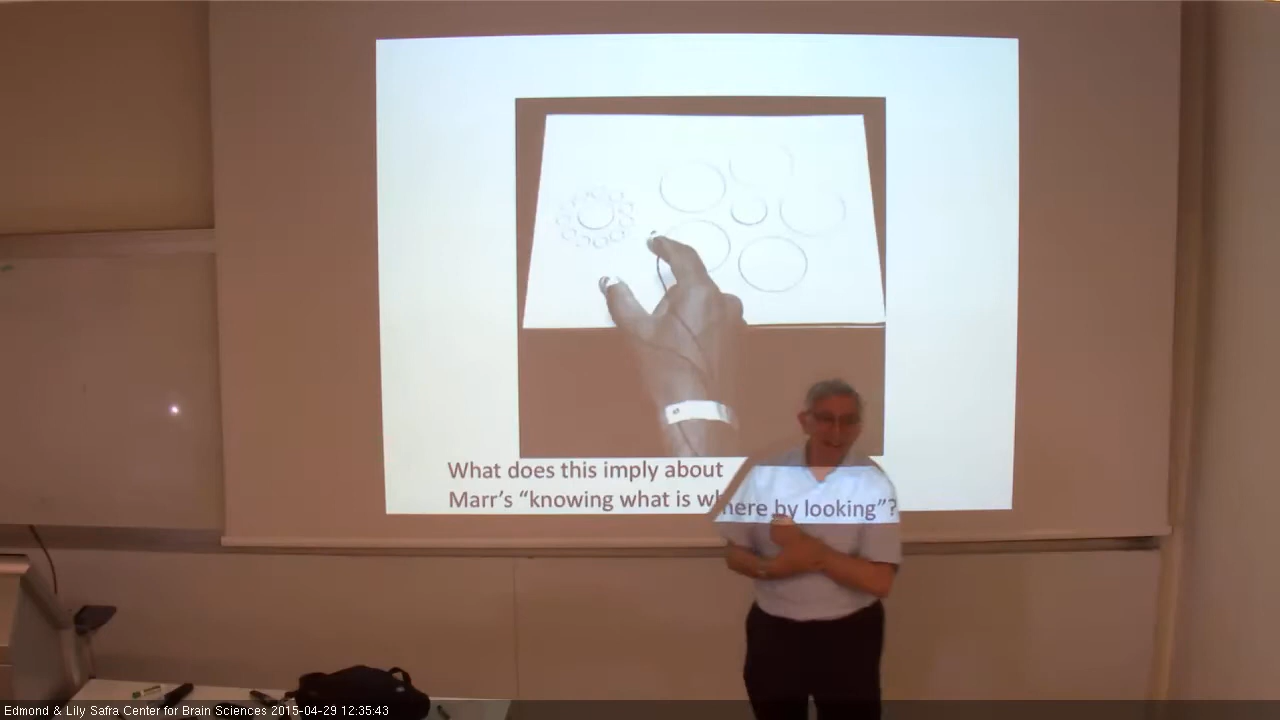 What does this imply about
Marr's “knowing what is where by looking”?
Edmond & Lily Safra Center for Brain Sciences 2015-04-29 12:35:43